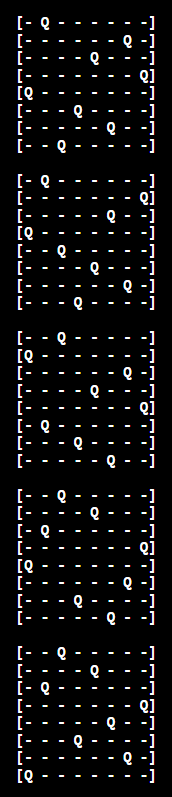 [- Q - - - - - -]
[- - - - - - Q -]
[- - - - Q - - -]
[- - - - - - - Q]
[Q - - - - - - -]
[- - - Q - - - -]
[- - - - - Q - -]
[- - Q - - - - -]

[- Q - - - - - -]
[- - - - - - - Q]
[- - - - - Q - -]
[Q - - - - - - -]
[- - Q - - - - -]
[- - - - Q - - -]
[- - - - - - Q -]
[- - - Q - - - -]

[- - Q - - - - -]
[Q - - - - - - -]
[- - - - - - Q -]
[- - - - Q - - -]
[- - - - - - - Q]
[- Q - - - - - -]
[- - - Q - - - -]
[- - - - - Q - -]

[- - Q - - - - -]
[- - - - Q - - -]
[- Q - - - - - -]
[- - - - - - - Q]
[Q - - - - - - -]
[- - - - - - Q -]
[- - - Q - - - -]
[- - - - - Q - -]

[- - Q - - - - -]
[- - - - Q - - -]
[- Q - - - - - -]
[- - - - - - - Q]
[- - - - - Q - -]
[- - - Q - - - -]
[- - - - - - Q -]
[Q - - - - - - -]